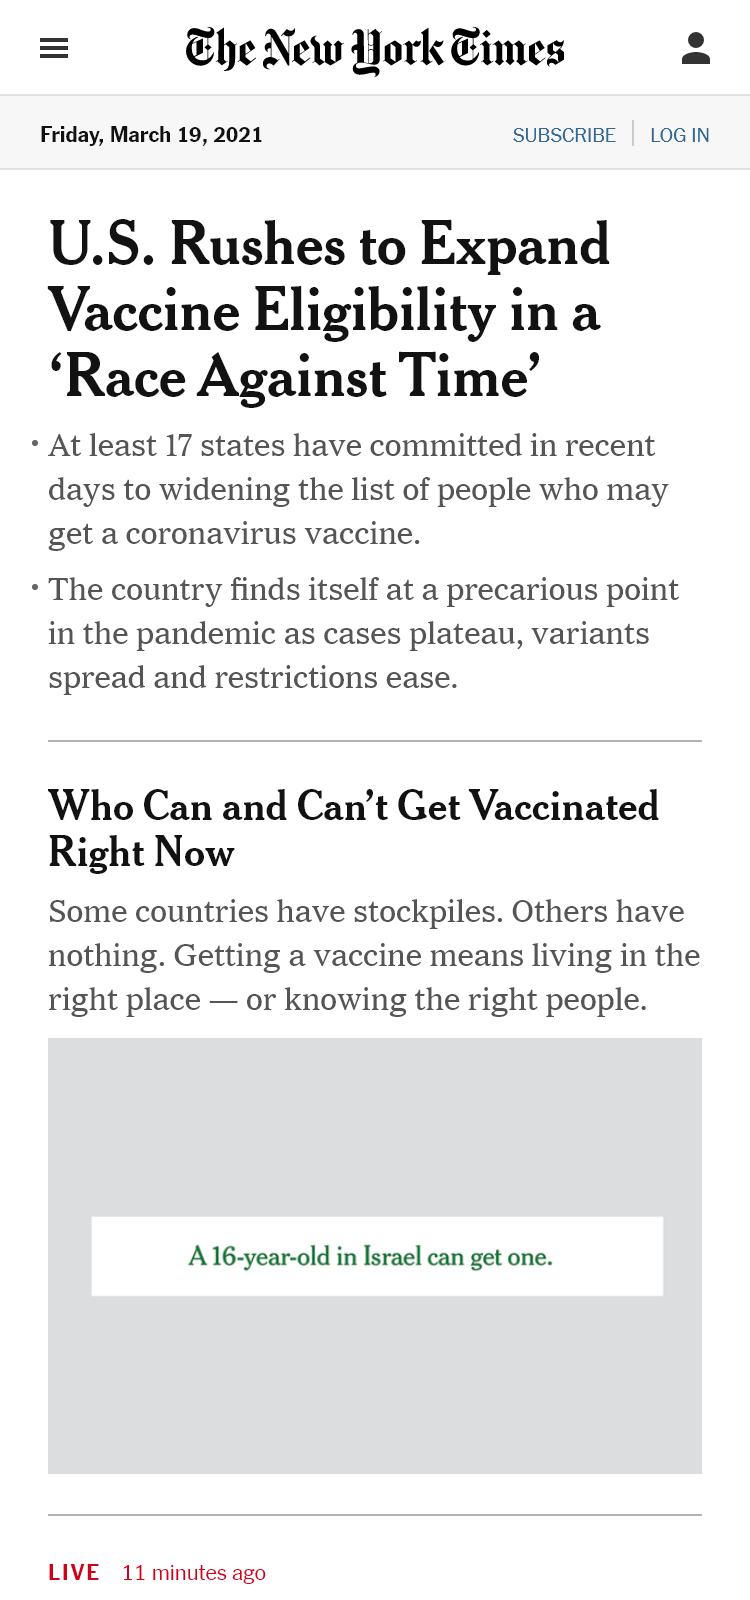 The New York Times
Friday, March 19, 2021
SUBSCRIBE
LOG IN
U.S. Rushes to Expand
Vaccine Eligibility in a
‘Race Against Time’
• At least 17 states have committed in recent
days to widening the list of people who may
get a coronavirus vaccine.
• The country finds itself at a precarious point
in the pandemic as cases plateau, variants
spread and restrictions ease.
Who Can and Can’t Get Vaccinated
Right Now
Some countries have stockpiles. Others have
nothing. Getting a vaccine means living in the
right place — or knowing the right people.
A 16-year-old in Israel can get one.
LIVE 11 minutes ago